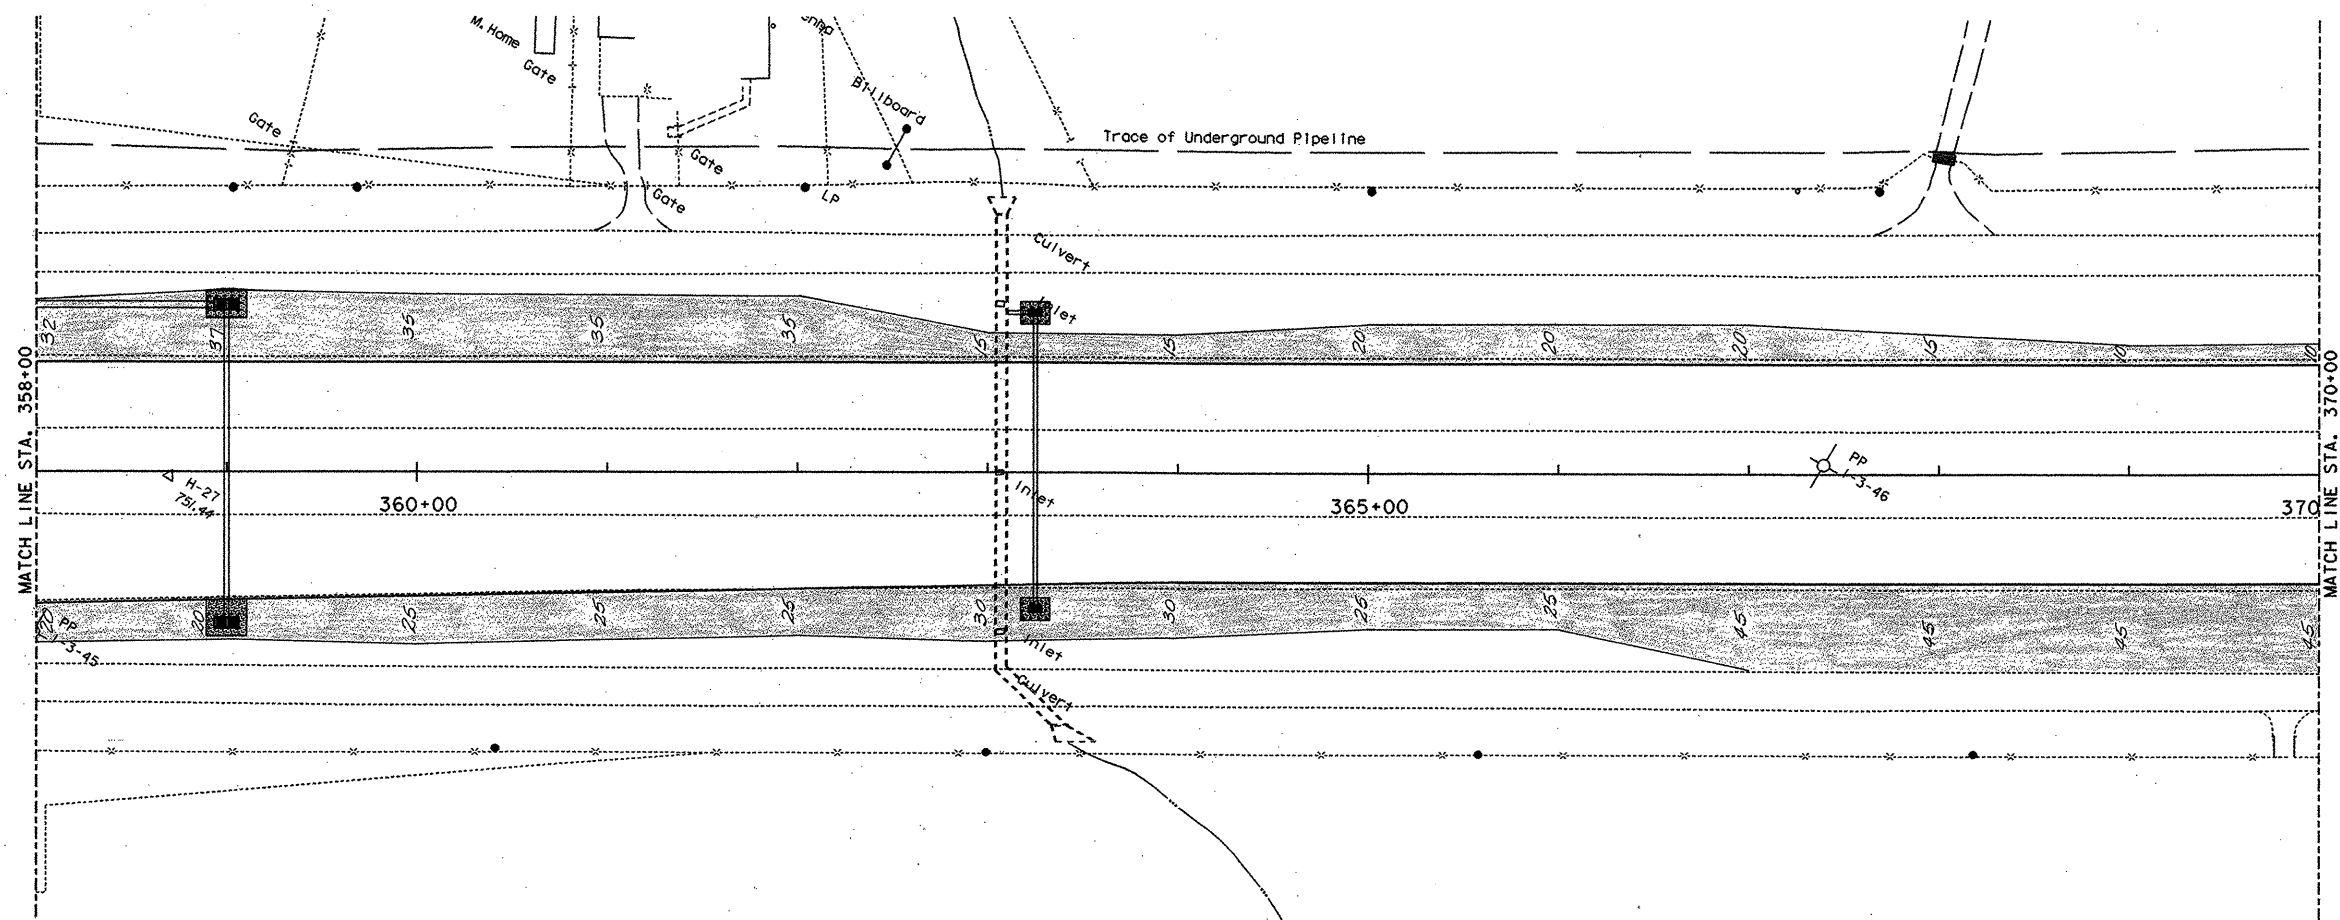 M. Home
Gate
Billboard
Gate
Trace of Underground Pipeline
Gate
Gate
LP
Culvert
Inlet
32
37
35
35
35
15
15
20
20
20
15
10
10
MATCH LINE STA. 358+00
MATCH LINE STA. 370+00
H-27
751.44
360+00
Inlet
365+00
PP
I-3-46
370
20
PP
I-3-45
20
25
25
25
30
30
25
25
45
45
45
45
Inlet
Culvert